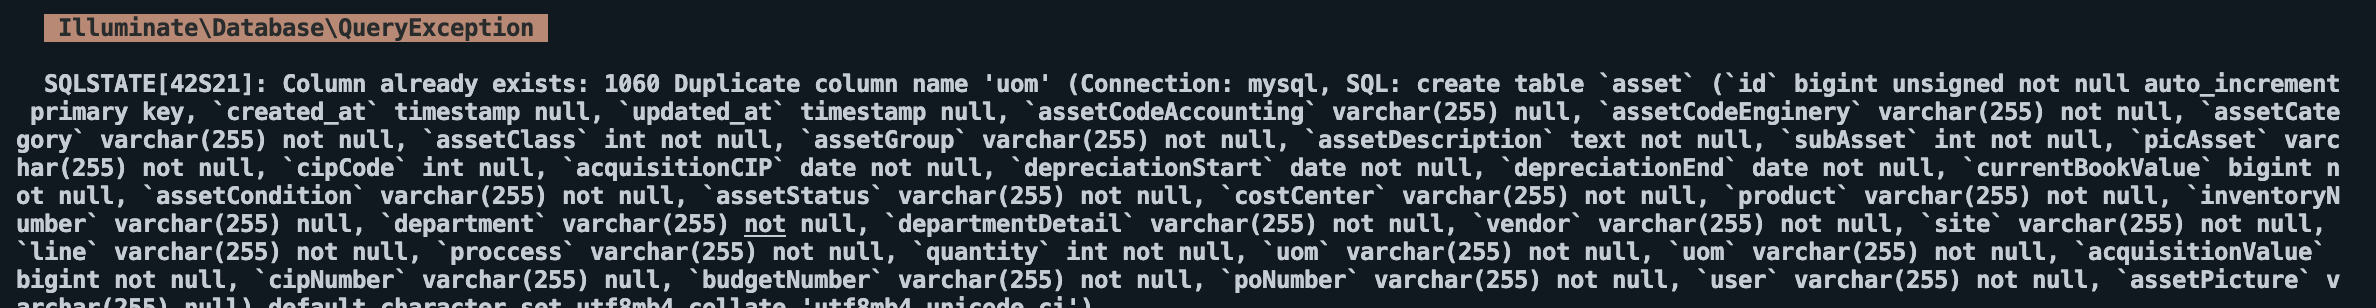 Illuminate\Database\QueryException
SQLSTATE[42S21]: Column already exists: 1060 Duplicate column name 'uom' (Connection: mysql, SQL: create table `asset` (`id` bigint unsigned not null auto_increment
primary key, `created_at` timestamp null, `updated_at` timestamp null, `assetCodeAccounting` varchar(255) null, `assetCodeEnginery` varchar(255) not null, `assetCate
gory` varchar(255) not null, `assetClass` int not null, `assetGroup` varchar(255) not null, `assetDescription` text not null, `subAsset` int not null, `picAsset` varc
har(255) not null, `cipCode` int null, `acquisitionCIP` date not null, `depreciationStart` date not null, `depreciationEnd` date not null, `currentBookValue` bigint n
ot null, `assetCondition` varchar(255) not null, `assetStatus` varchar(255) not null, `costCenter` varchar(255) not null, `product` varchar(255) not null, `inventoryN
umber` varchar(255) null, `department` varchar(255) not null, `departmentDetail` varchar(255) not null, `vendor` varchar(255) not null, `site` varchar(255) not null,
`line` varchar(255) not null, `proccess` varchar(255) not null, `quantity` int not null, `uom` varchar(255) not null, `uom` varchar(255) not null, `acquisitionValue`
bigint not null, `cipNumber` varchar(255) null, `budgetNumber` varchar(255) not null, `poNumber` varchar(255) not null, `user` varchar(255) not null, `assetPicture` v
archar(255) null) default character set utf8mb4 collate 'utf8mb4_unicode_ci')